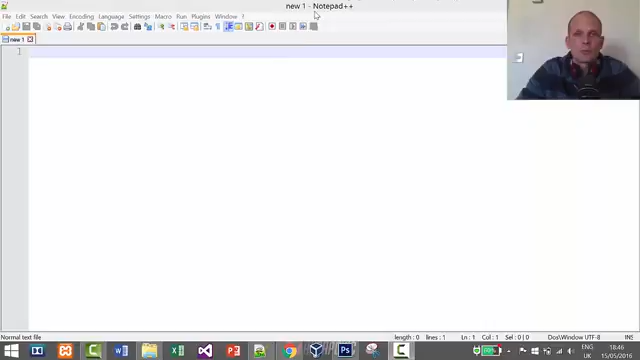 new 1 - Notepad++
File Edit Search View Encoding Language Settings Macro Run Plugins Window ?
new 1
1
Normal text file
length : 0 lines : 1
Ln : 1 Col : 1 Sel : 0 | 0
Dos\Windows UTF-8
ENG
UK
18:46
15/05/2016